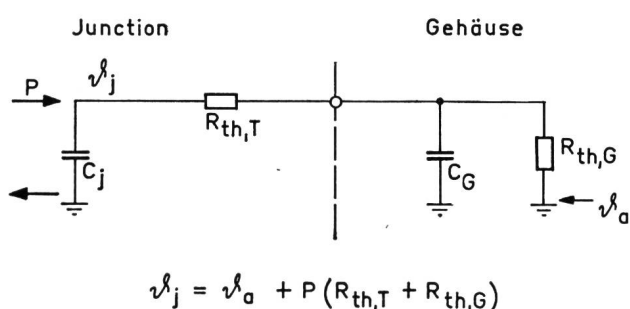 Junction
Gehäuse
P
ϑj
Rth,T
Cj
CG
Rth,G
ϑa
ϑj = ϑa + P(Rth,T + Rth,G)